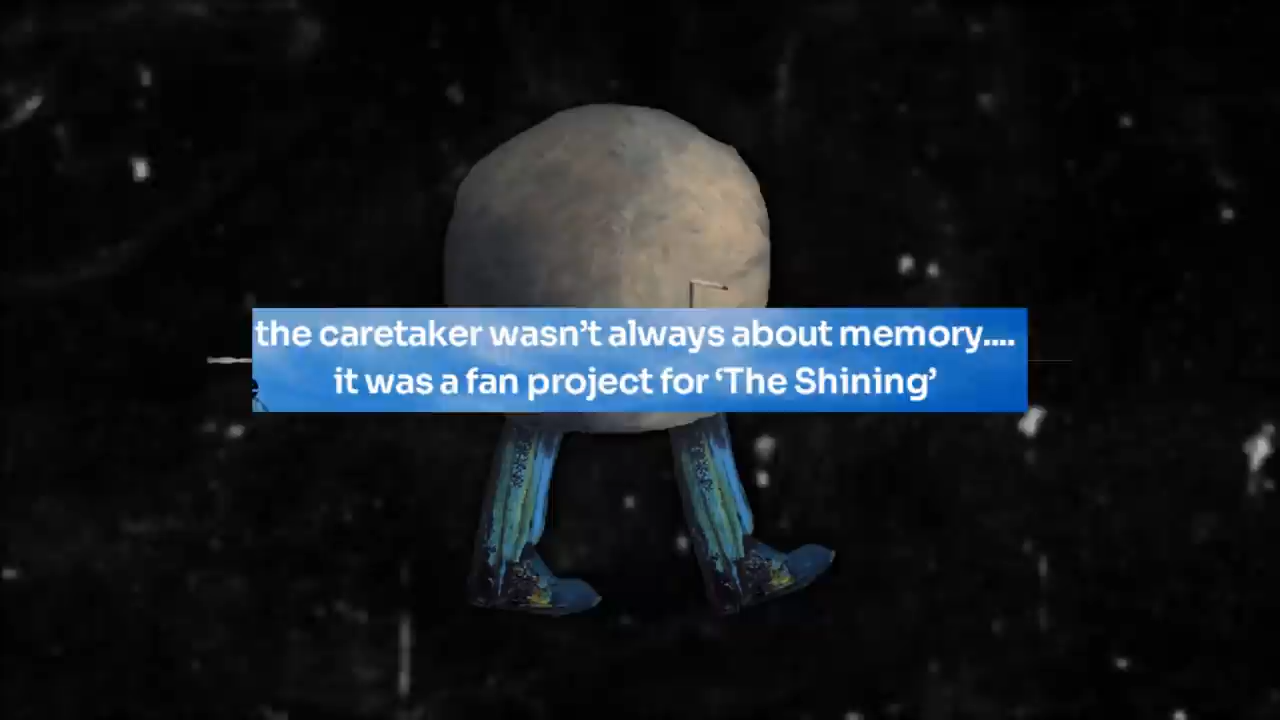 the caretaker wasn’t always about memory....
it was a fan project for ‘The Shining’